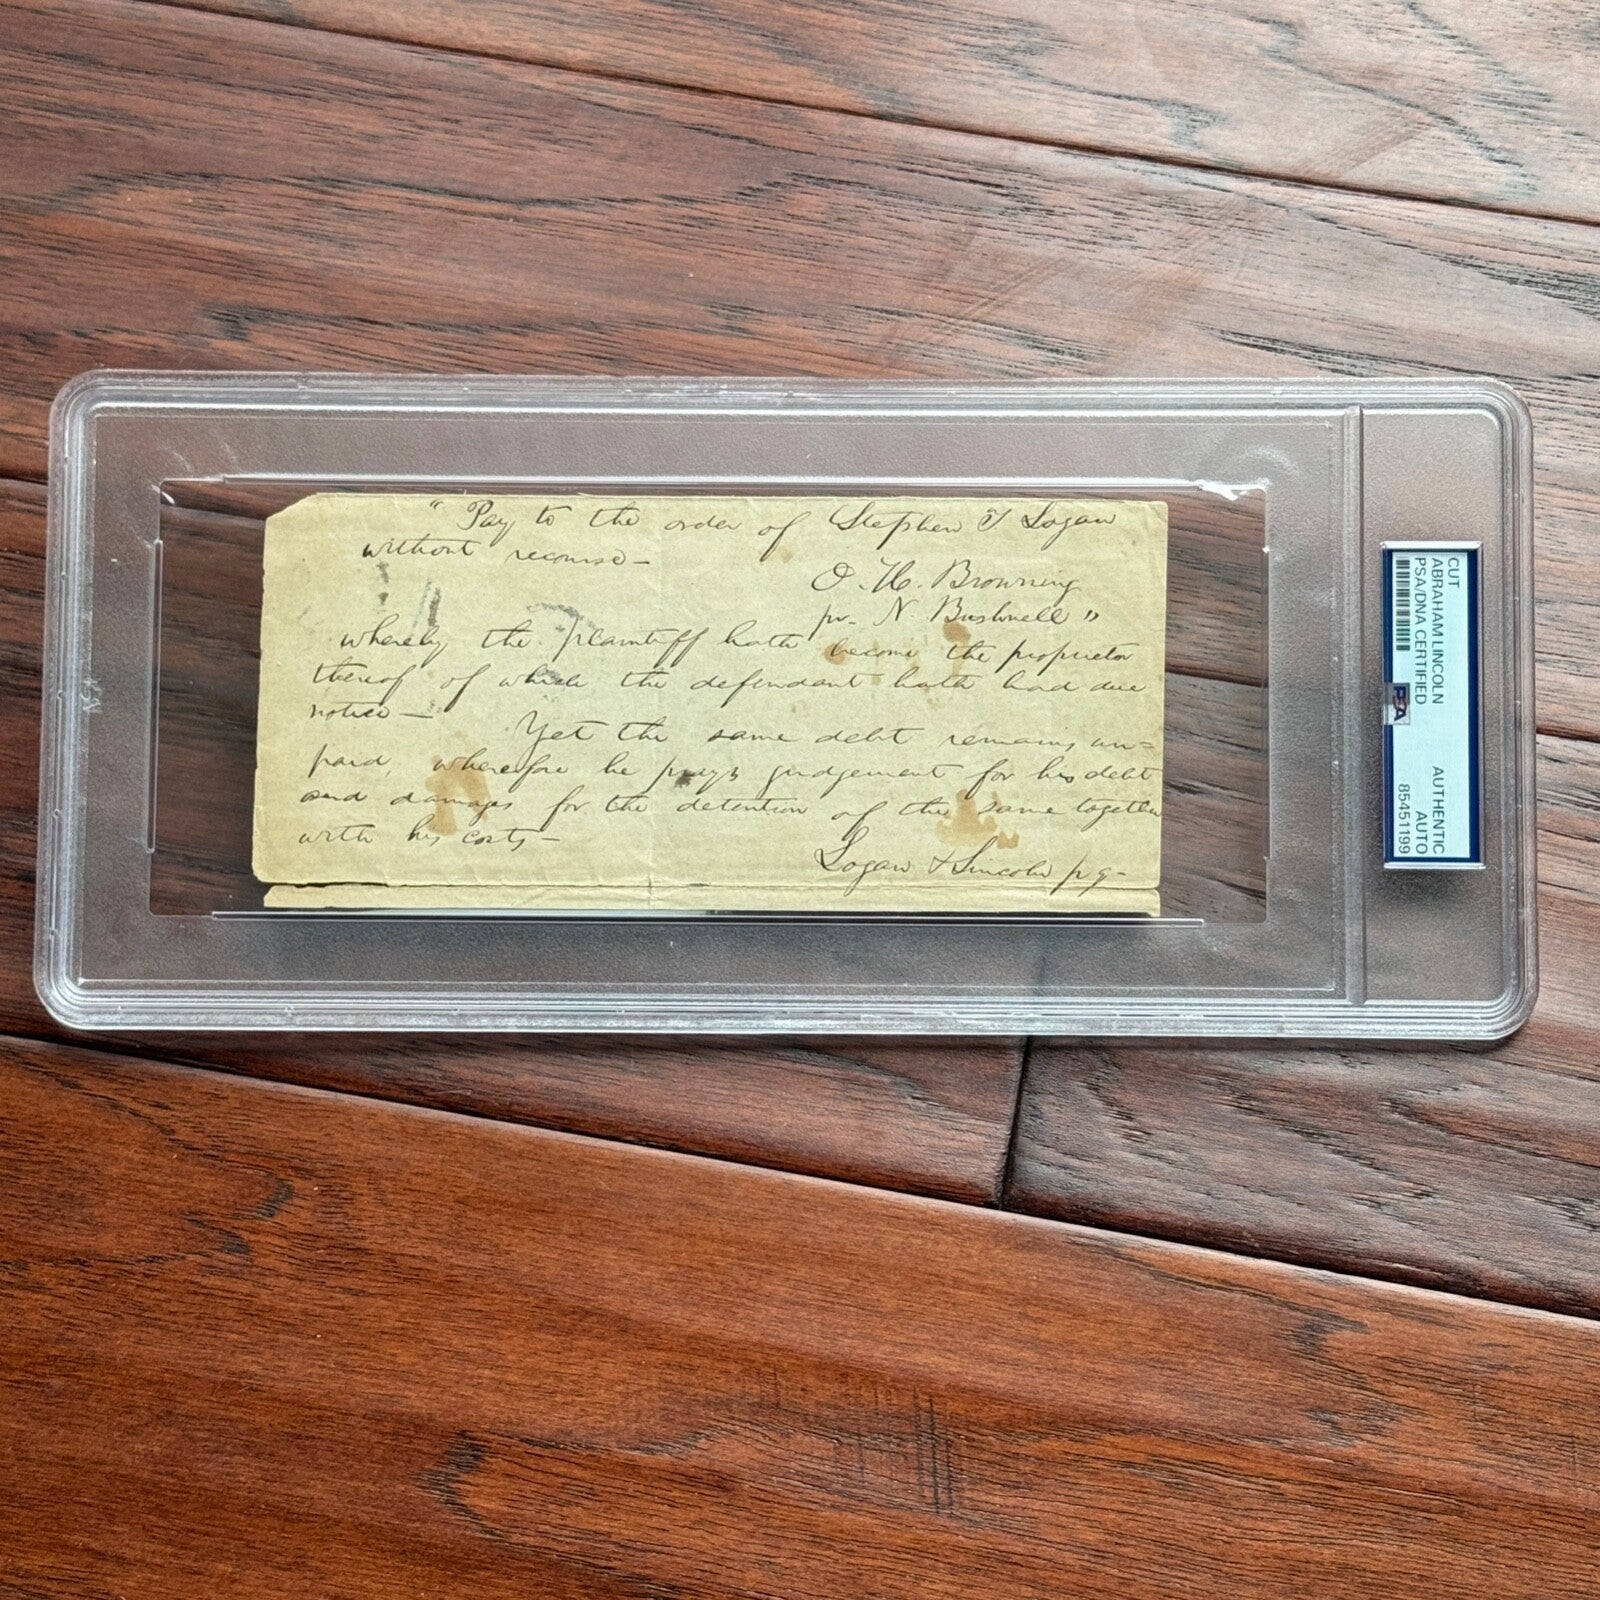 " Pay to the order of Stephen T Logan
without recourse —
O. H. Browning
pr. N. Bushnell "
whereby the plaintiff hath become the proprietor
thereof of which the defendant hath had due
notice —
Yet the same debt remains un=
paid, wherefore he prays judgement for his debt
and damages for the detention of the same together
with his costs —
Logan & Lincoln p q —
CUT
ABRAHAM LINCOLN
PSA/DNA CERTIFIED
PSA
AUTHENTIC
AUTO
85451199